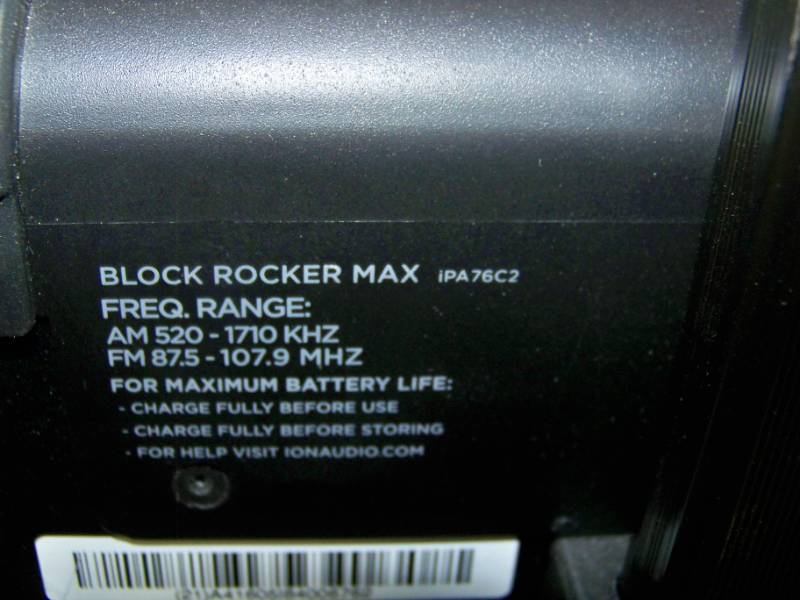 BLOCK ROCKER MAX iPA76C2
FREQ. RANGE:
AM 520 - 1710 KHZ
FM 87.5 - 107.9 MHZ
FOR MAXIMUM BATTERY LIFE:
- CHARGE FULLY BEFORE USE
- CHARGE FULLY BEFORE STORING
- FOR HELP VISIT IONAUDIO.COM